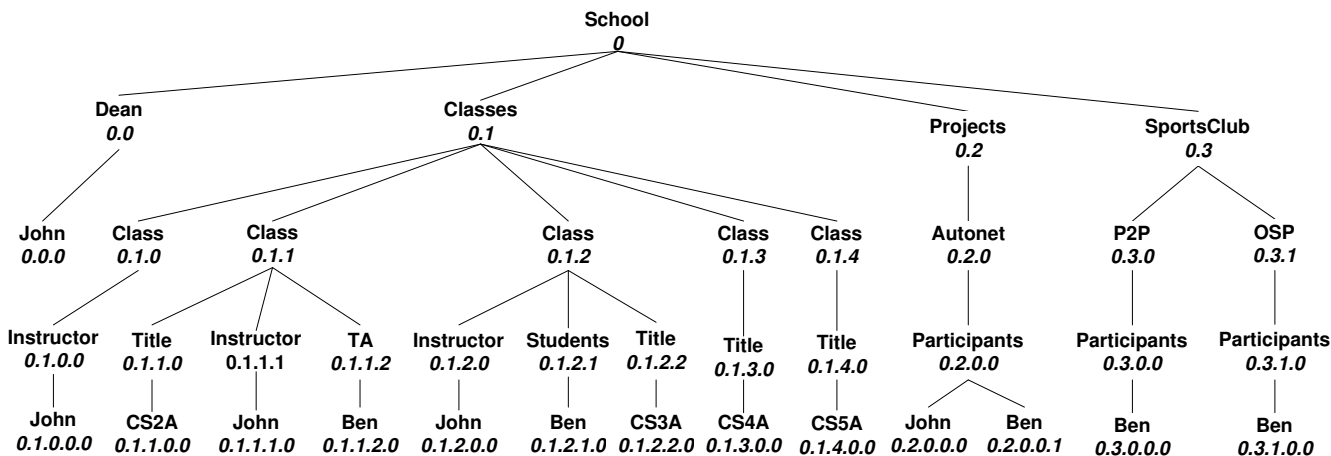 School
0
Dean Classes Projects SportsClub
0.0 0.1 0.2 0.3
John Class Class Class Class Class Autonet P2P OSP
0.0.0 0.1.0 0.1.1 0.1.2 0.1.3 0.1.4 0.2.0 0.3.0 0.3.1
Instructor Title Instructor TA Instructor Students Title Title Title Participants Participants Participants
0.1.0.0 0.1.1.0 0.1.1.1 0.1.1.2 0.1.2.0 0.1.2.1 0.1.2.2 0.1.3.0 0.1.4.0 0.2.0.0 0.3.0.0 0.3.1.0
John CS2A John Ben John Ben CS3A CS4A CS5A John Ben Ben Ben
0.1.0.0.0 0.1.1.0.0 0.1.1.1.0 0.1.1.2.0 0.1.2.0.0 0.1.2.1.0 0.1.2.2.0 0.1.3.0.0 0.1.4.0.0 0.2.0.0.0 0.2.0.0.1 0.3.0.0.0 0.3.1.0.0